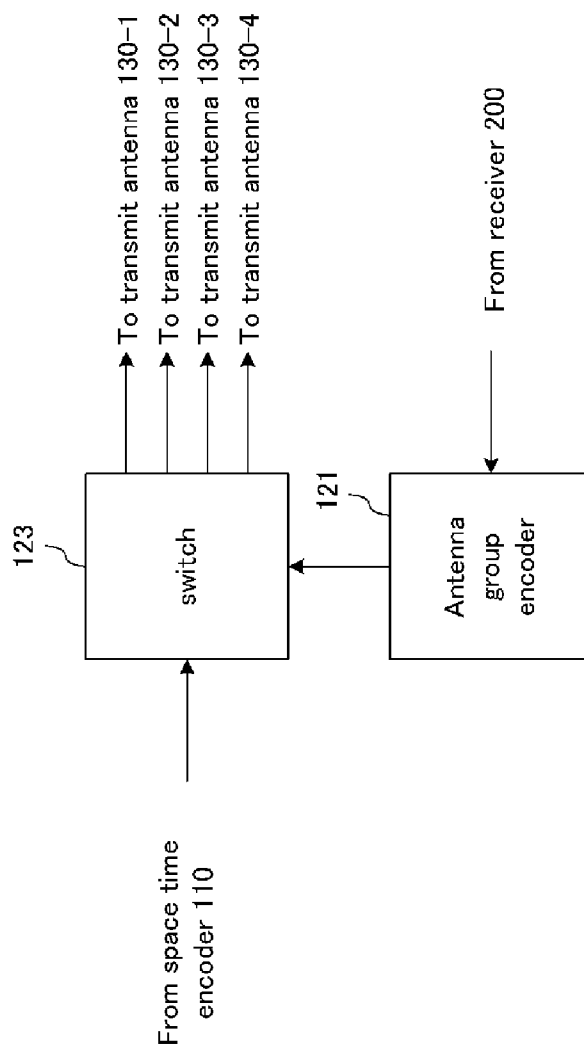 To transmit antenna 130-1
To transmit antenna 130-2
To transmit antenna 130-3
To transmit antenna 130-4
123
switch
From space time
encoder 110
121
Antenna
group
encoder
From receiver 200